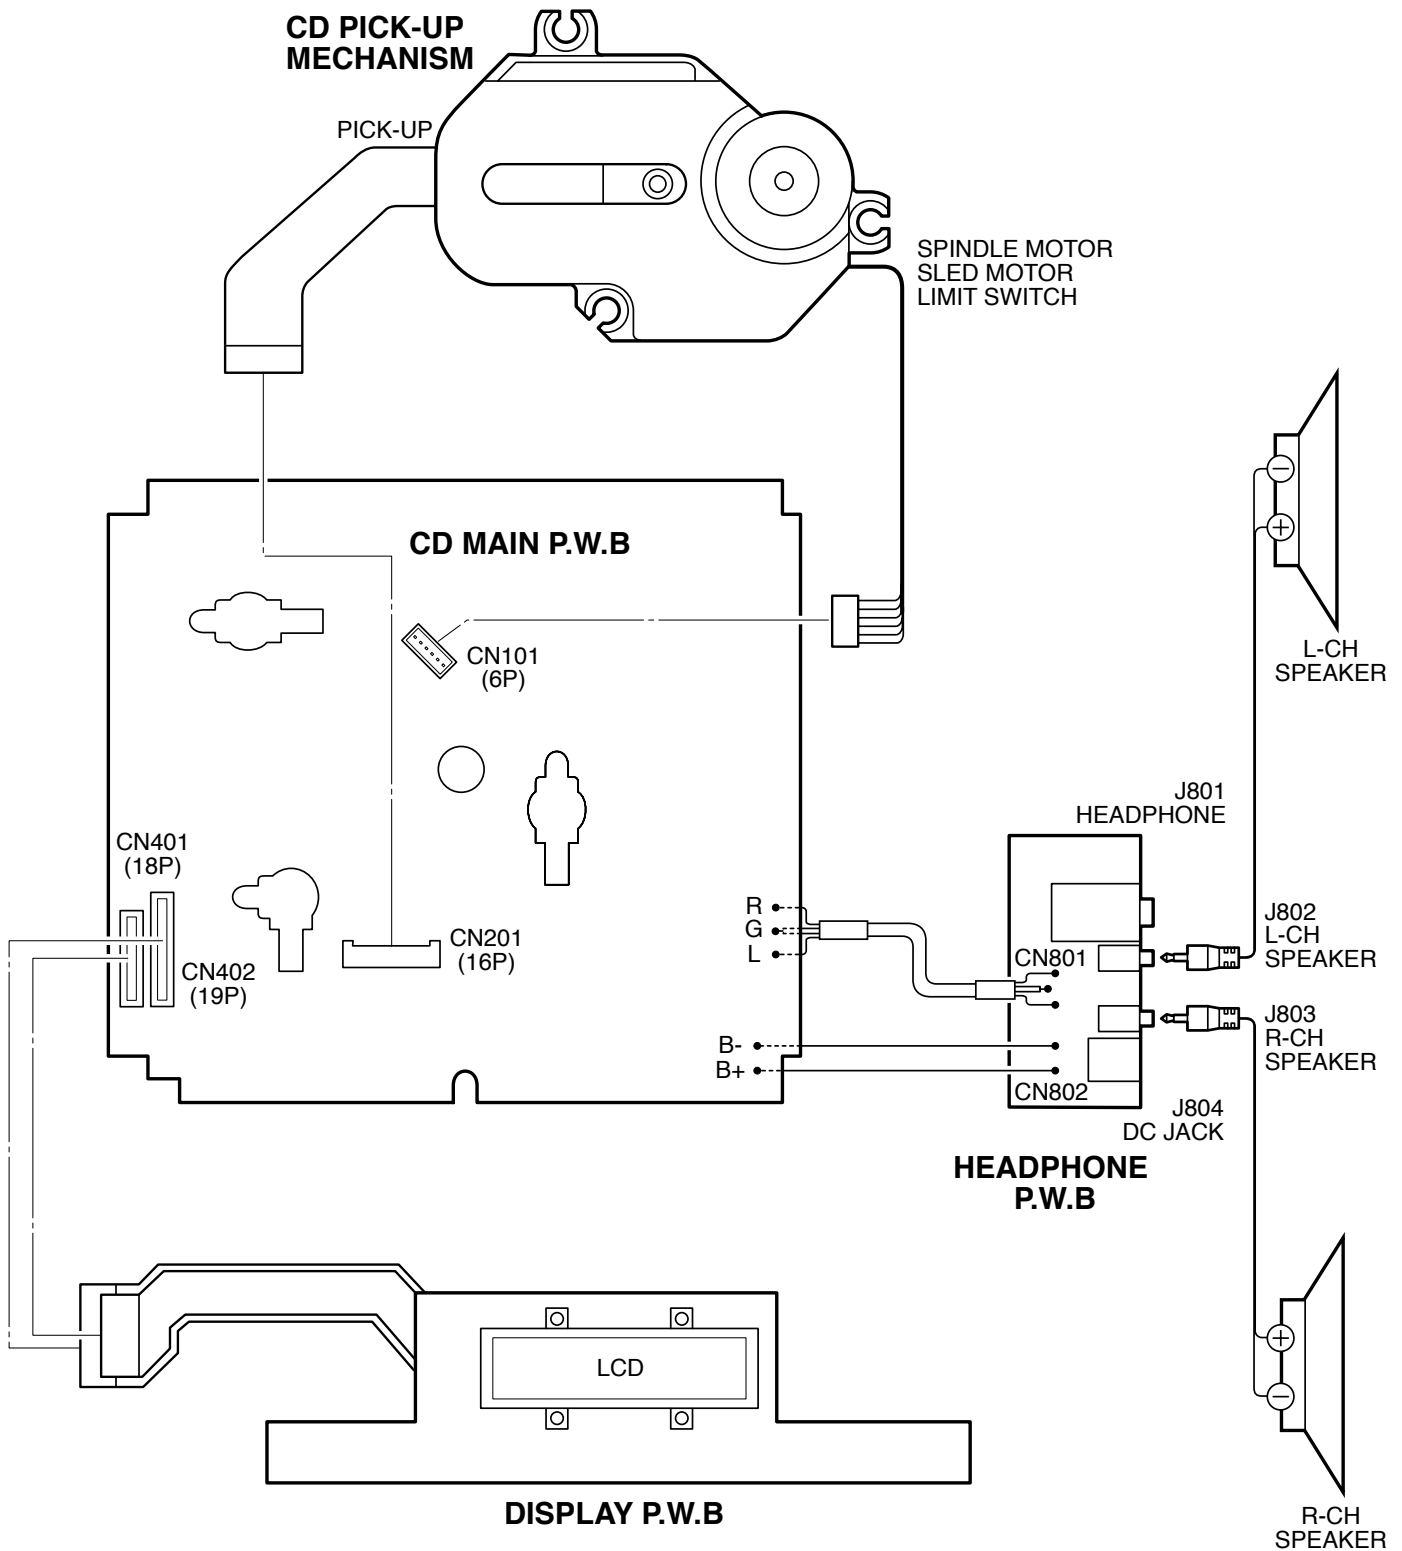 CD PICK-UP
MECHANISM
PICK-UP
SPINDLE MOTOR
SLED MOTOR
LIMIT SWITCH
CD MAIN P.W.B
CN101
(6P)
L-CH
SPEAKER
J801
HEADPHONE
CN401
(18P)
CN402
(19P)
CN201
(16P)
R
G
L
B-
B+
CN801
CN802
J802
L-CH
SPEAKER
J803
R-CH
SPEAKER
J804
DC JACK
HEADPHONE
P.W.B
LCD
DISPLAY P.W.B
R-CH
SPEAKER